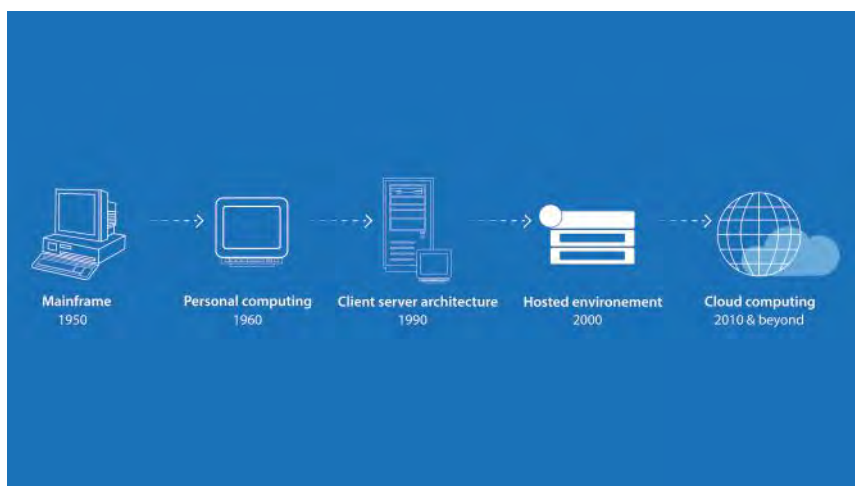 Mainframe
1950
Personal computing
1960
Client server architecture
1990
Hosted environement
2000
Cloud computing
2010 & beyond